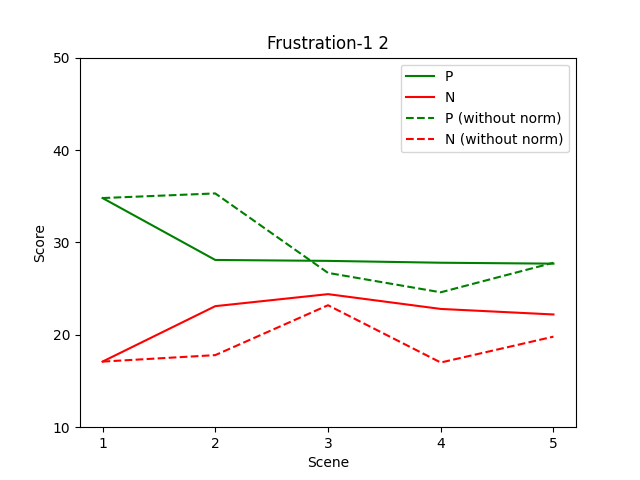 Frustration-1 2
50
40
30
20
10
Score
P
N
P (without norm)
N (without norm)
1 2 3 4 5
Scene